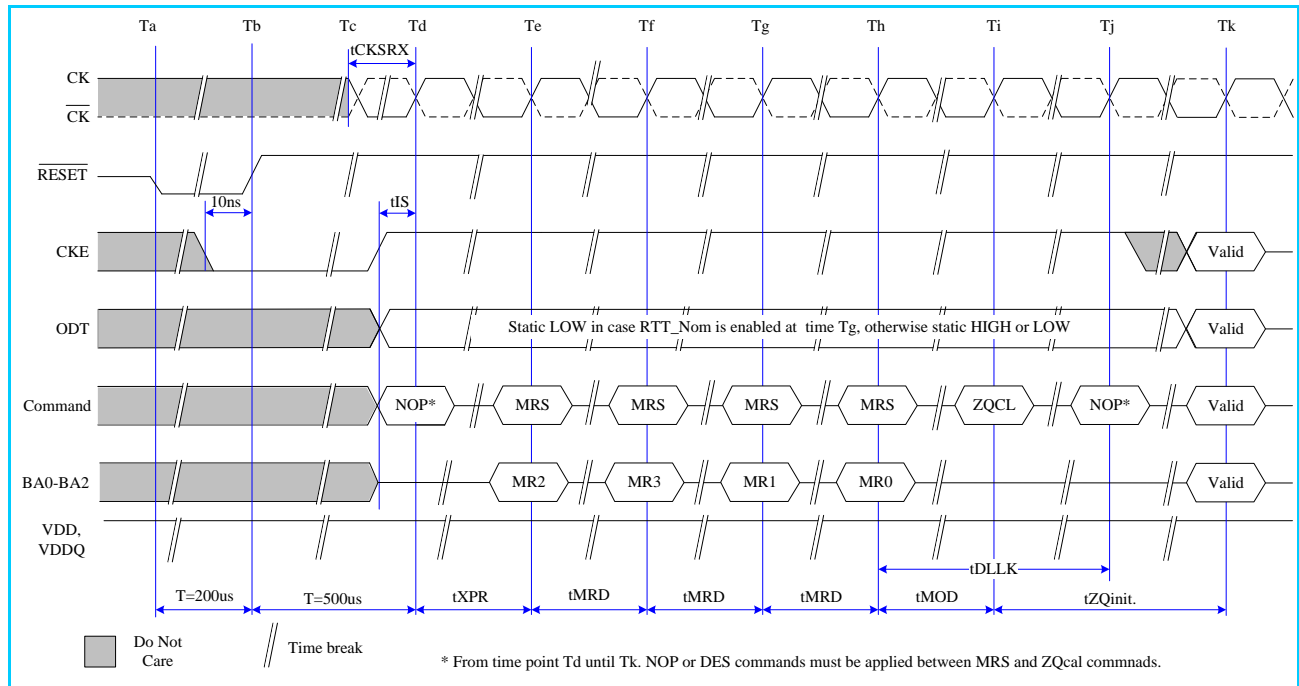 Ta Tb Tc Td Te Tf Tg Th Ti Tj Tk
tCKSRX
CK
CK
RESET
10ns
tIS
CKE
Valid
ODT
Static LOW in case RTT_Nom is enabled at time Tg, otherwise static HIGH or LOW
Valid
Command
NOP* MRS MRS MRS MRS ZQCL NOP* Valid
BA0-BA2
MR2 MR3 MR1 MR0 Valid
VDD,
VDDQ
tDLLK
T=200us T=500us tXPR tMRD tMRD tMRD tMOD tZQinit.
Do Not
Care
Time break
* From time point Td until Tk. NOP or DES commands must be applied between MRS and ZQcal commnads.